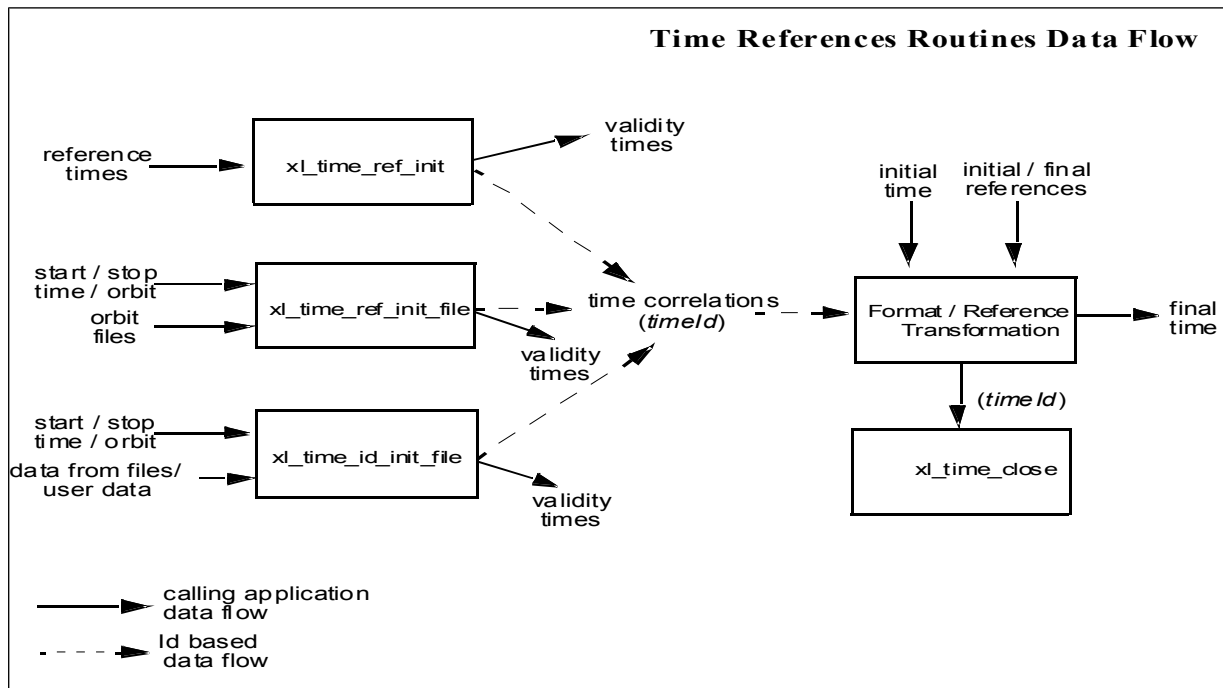 Time References Routines Data Flow
reference
times
xl_time_ref_init
validity
times
initial
time
initial / final
references
start / stop
time / orbit
orbit
files
xl_time_ref_init_file
validity
times
time correlations
(timeId)
Format / Reference
Transformation
final
time
start / stop
time / orbit
data from files/
user data
xl_time_id_init_file
validity
times
(timeId)
xl_time_close
calling application
data flow
Id based
data flow